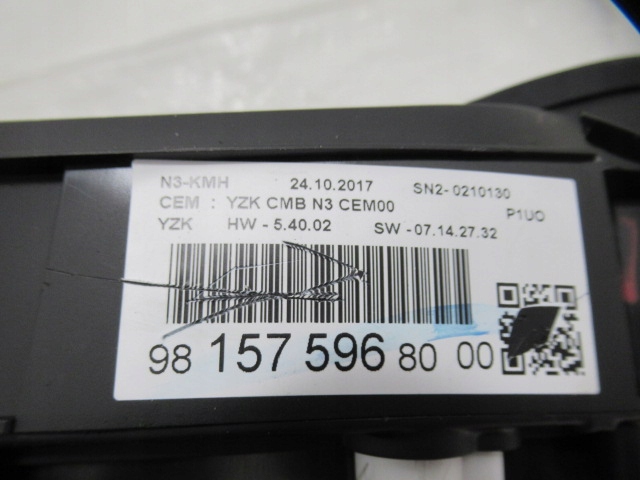 N3-KMH 24.10.2017 SN2-0210130
CEM : YZK CMB N3 CEM00 P1UO
YZK HW - 5.40.02 SW - 07.14.27.32
98 157 596 80 00